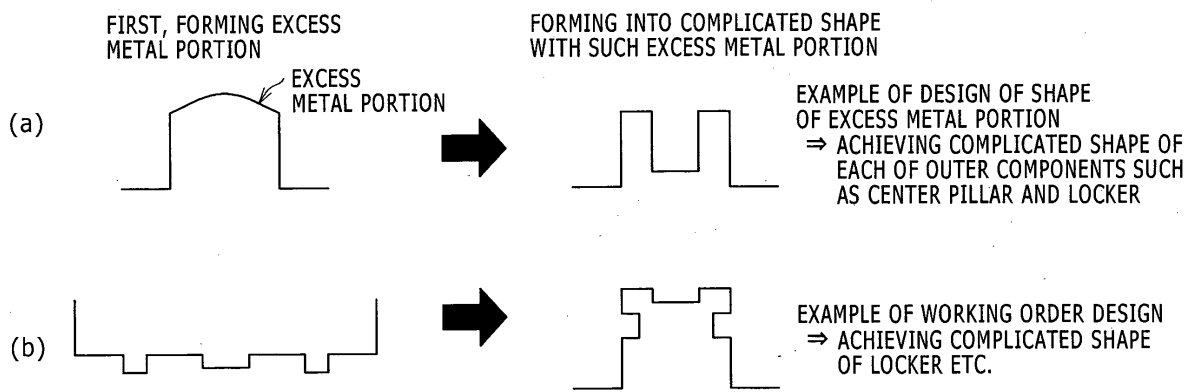 FIRST, FORMING EXCESS
METAL PORTION
FORMING INTO COMPLICATED SHAPE
WITH SUCH EXCESS METAL PORTION
(a)
EXCESS
METAL PORTION
EXAMPLE OF DESIGN OF SHAPE
OF EXCESS METAL PORTION
⇒ ACHIEVING COMPLICATED SHAPE OF
EACH OF OUTER COMPONENTS SUCH
AS CENTER PILLAR AND LOCKER
(b)
EXAMPLE OF WORKING ORDER DESIGN
⇒ ACHIEVING COMPLICATED SHAPE
OF LOCKER ETC.